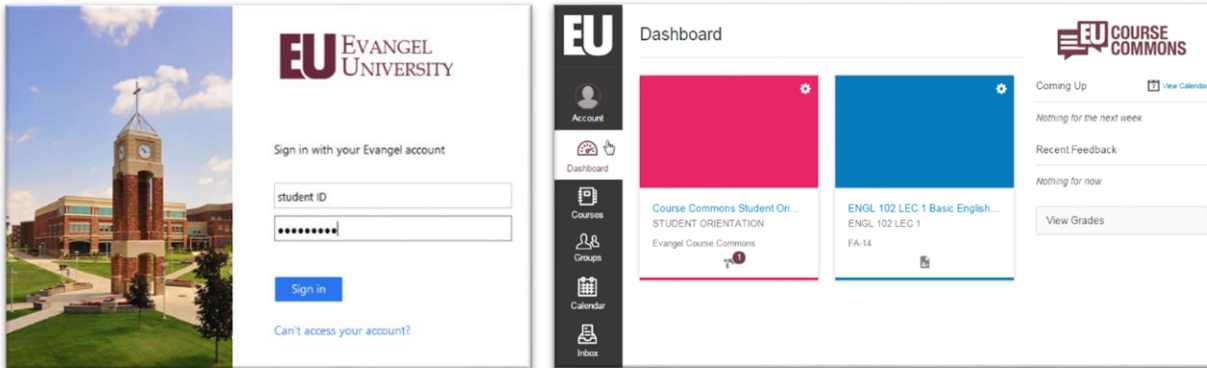 EU EVANGEL
UNIVERSITY
Sign in with your Evangel account
student ID
•••••••••
Sign in
Can't access your account?
EU
Account
Dashboard
Courses
Groups
Calendar
Inbox
Dashboard
Course Commons Student Ori...
STUDENT ORIENTATION
Evangel Course Commons
1
ENGL 102 LEC 1 Basic English...
ENGL 102 LEC 1
FA-14
EU COURSE
COMMONS
Coming Up
7 View Calendar
Nothing for the next week
Recent Feedback
Nothing for now
View Grades